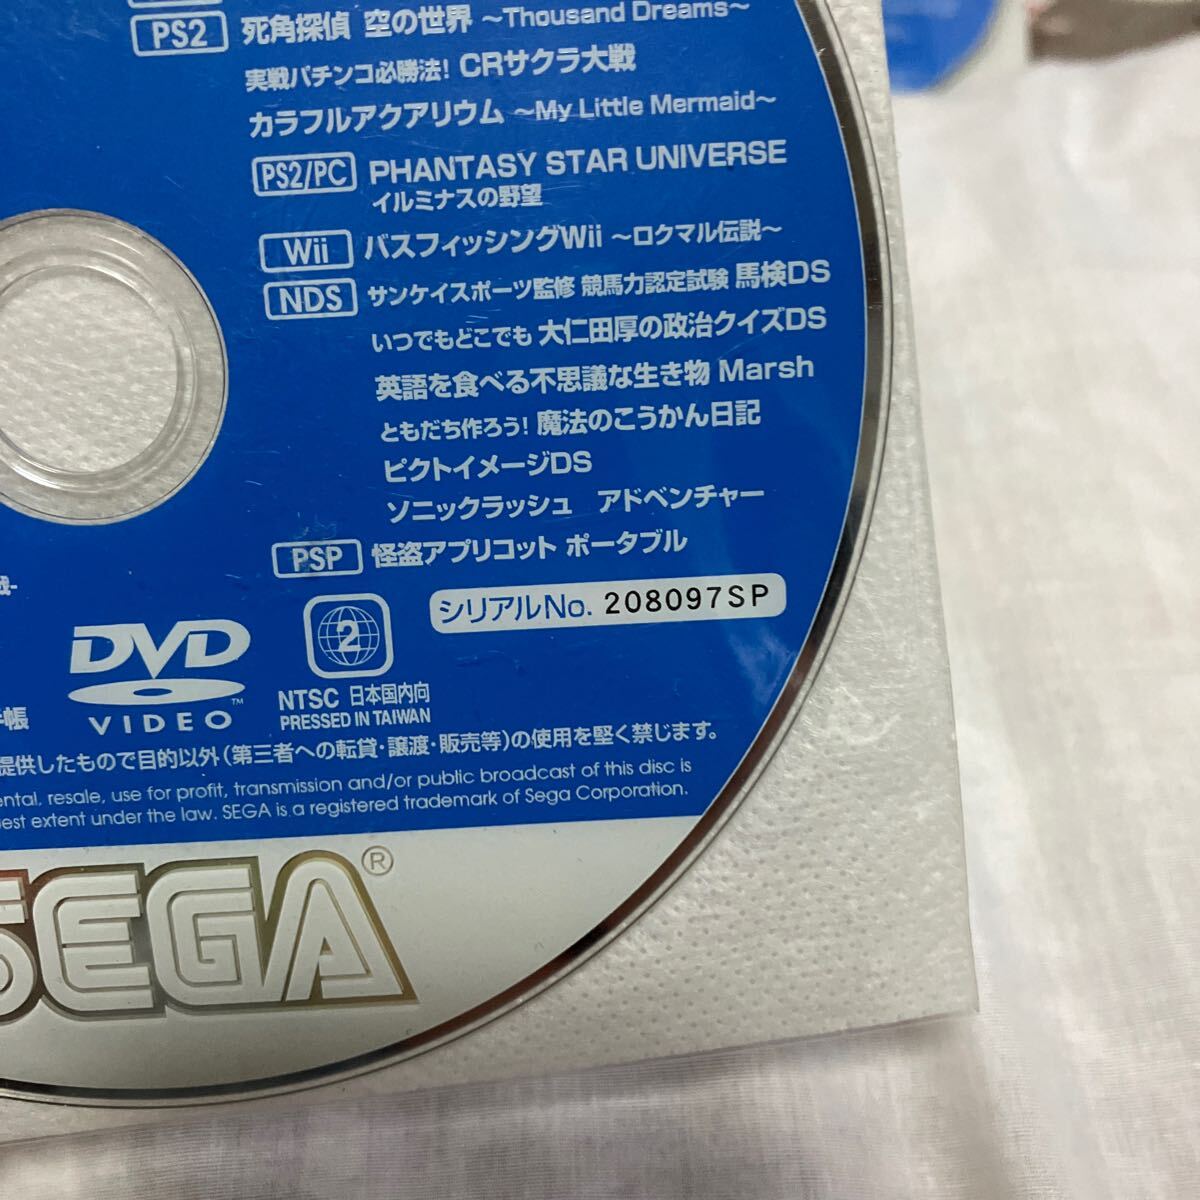 PS2 死角探偵 空の世界 ～Thousand Dreams～
実戦パチンコ必勝法! CRサクラ大戦
カラフルアクアリウム ～My Little Mermaid～
PS2/PC PHANTASY STAR UNIVERSE
イルミナスの野望
Wii バスフィッシングWii ～ロクマル伝説～
NDS サンケイスポーツ監修 競馬力認定試験 馬検DS
いつでもどこでも 大仁田厚の政治クイズDS
英語を食べる不思議な生き物 Marsh
ともだち作ろう! 魔法のこうかん日記
ピクトイメージDS
ソニックラッシュ アドベンチャー
PSP 怪盗アプリコット ポータブル
シリアルNo. 208097SP
DVD VIDEO ™
2
NTSC 日本国内向
PRESSED IN TAIWAN
帳
提供したもので目的以外(第三者への転貸・譲渡・販売等)の使用を堅く禁じます。
ental, resale, use for profit, transmission and/or public broadcast of this disc is
est extent under the law. SEGA is a registered trademark of Sega Corporation.
SEGA®